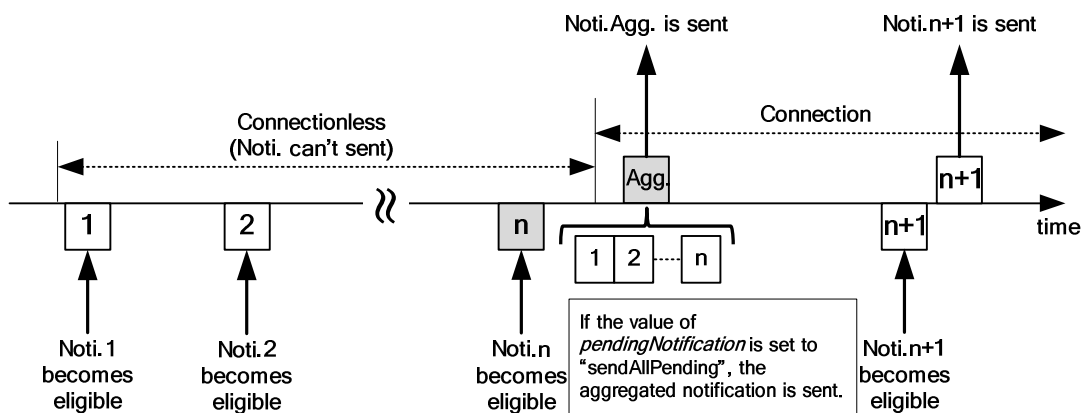 Noti.Agg. is sent
Noti.n+1 is sent
Connectionless
(Noti. can't sent)
Connection
Agg.
n+1
1
2
n
n+1
time
1 2 n
Noti.1
becomes
eligible
Noti.2
becomes
eligible
Noti.n
becomes
eligible
If the value of
pendingNotification is set to
“sendAllPending”, the
aggregated notification is sent.
Noti.n+1
becomes
eligible